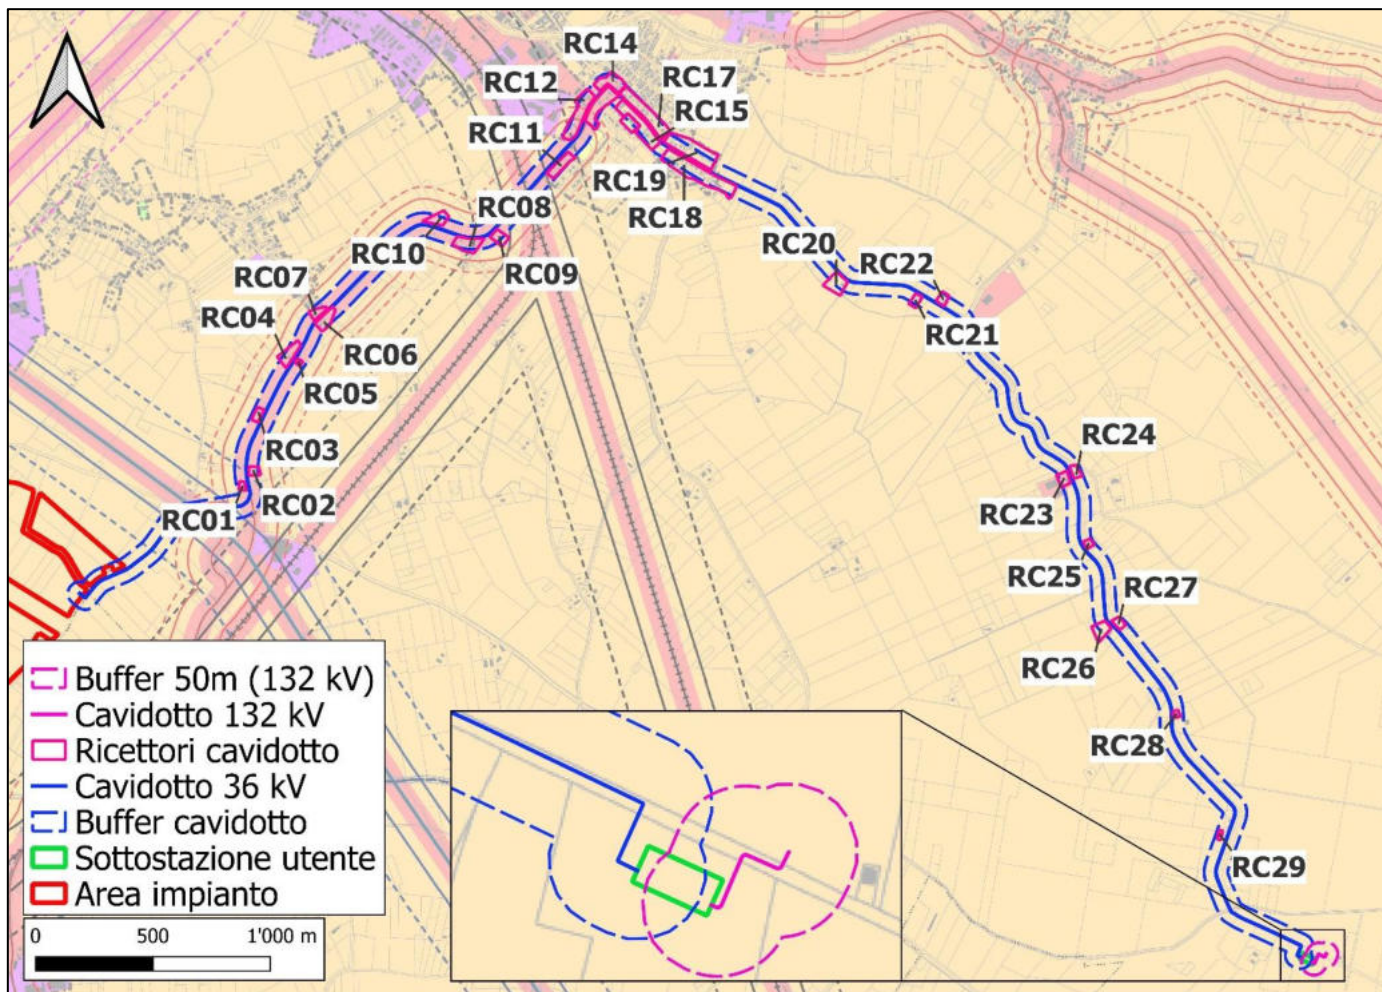 RC14
RC12
RC17
RC15
RC11
RC19
RC18
RC08
RC10
RC09
RC20
RC22
RC21
RC07
RC04
RC06
RC05
RC03
RC02
RC01
RC24
RC23
RC25
RC27
RC26
RC28
RC29
Buffer 50m (132 kV)
Cavidotto 132 kV
Ricettori cavidotto
Cavidotto 36 kV
Buffer cavidotto
Sottostazione utente
Area impianto
0 500 1'000 m